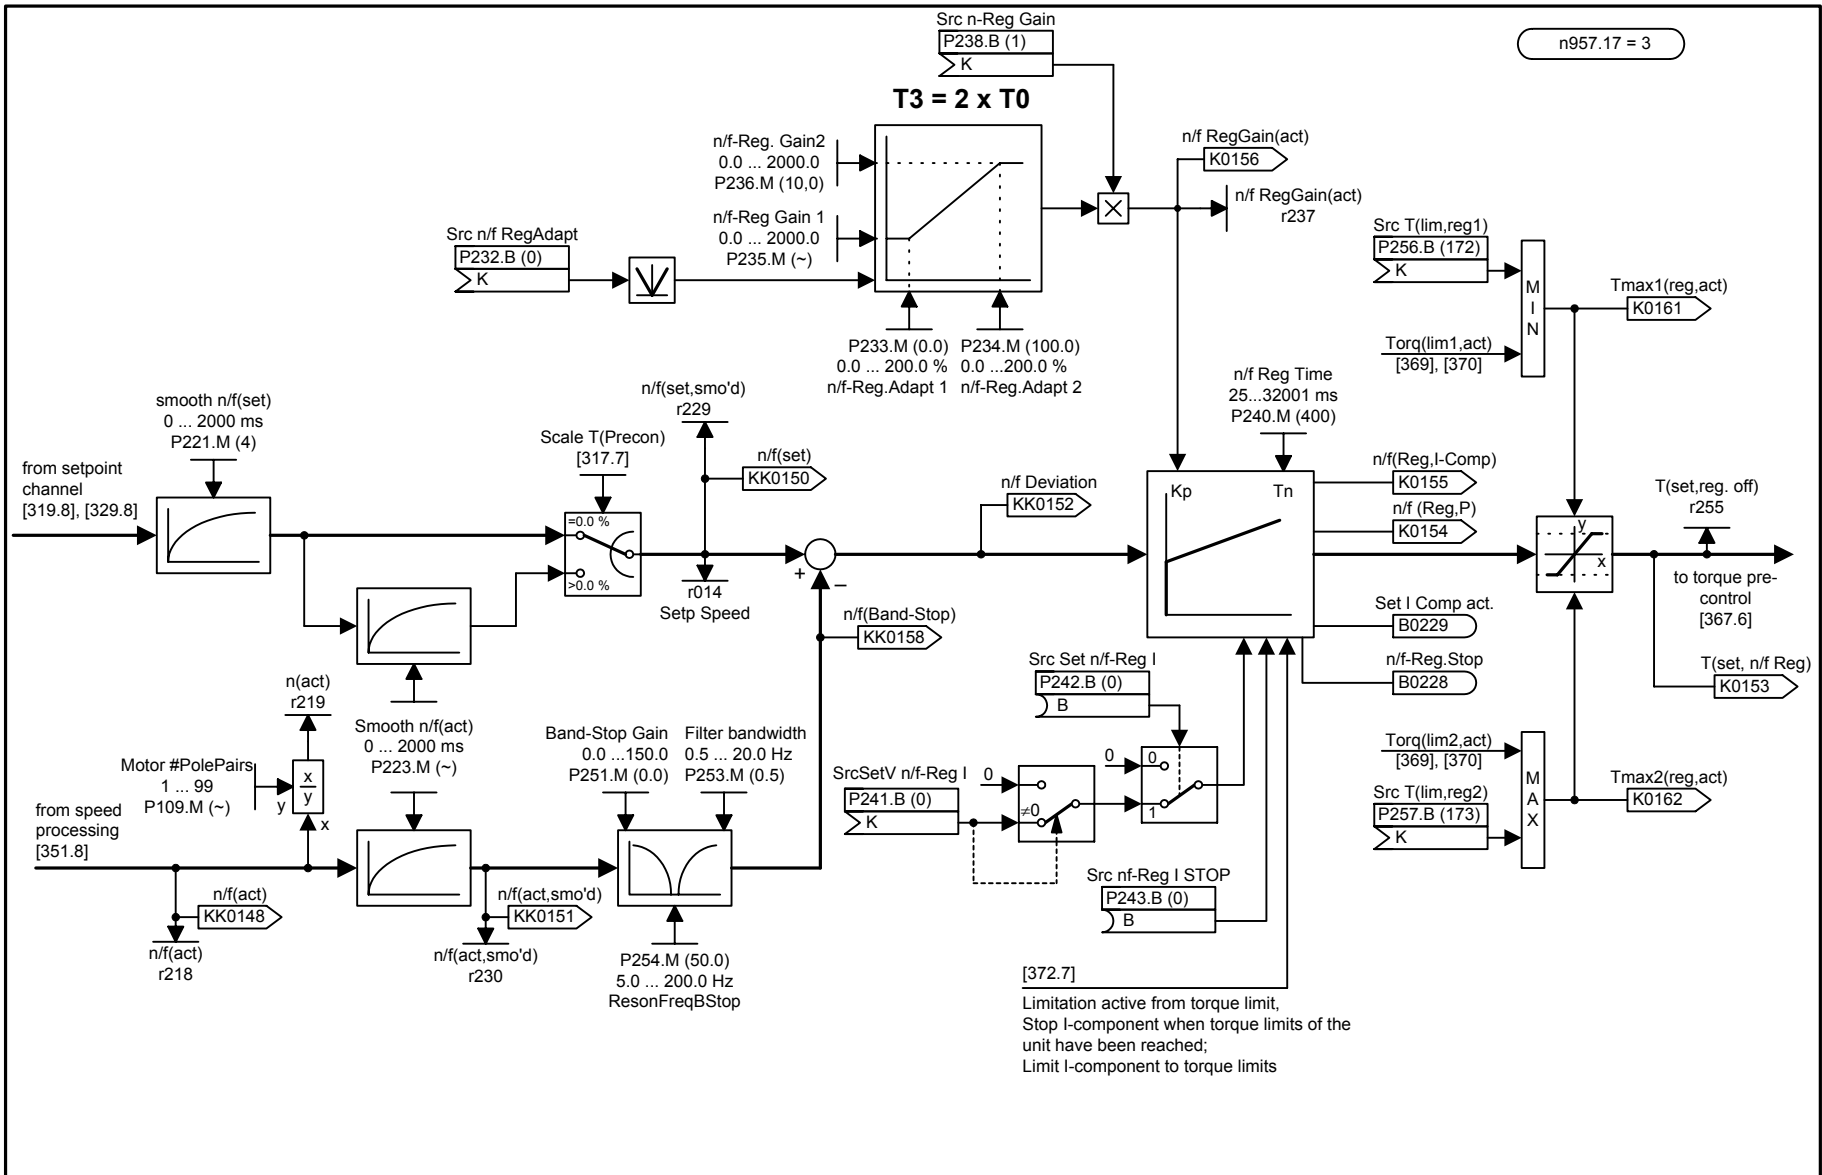 Src n-Reg Gain
P238.B (1)
K
n957.17 = 3
T3 = 2 x T0
n/f-Reg. Gain2
0.0 ... 2000.0
P236.M (10,0)
n/f-Reg Gain 1
0.0 ... 2000.0
P235.M (~)
Src n/f RegAdapt
P232.B (0)
K
n/f RegGain(act)
K0156
n/f RegGain(act)
r237
P233.M (0.0)
0.0 ... 200.0 %
n/f-Reg.Adapt 1
P234.M (100.0)
0.0 ...200.0 %
n/f-Reg.Adapt 2
Src T(lim,reg1)
P256.B (172)
K
M
I
N
Tmax1(reg,act)
K0161
Torq(lim1,act)
[369], [370]
n/f Reg Time
25...32001 ms
P240.M (400)
smooth n/f(set)
0 ... 2000 ms
P221.M (4)
from setpoint
channel
[319.8], [329.8]
Scale T(Precon)
[317.7]
=0.0 %
>0.0 %
n/f(set,smo'd)
r229
n/f(set)
KK0150
r014
Setp Speed
+
−
n/f Deviation
KK0152
n/f(Band-Stop)
KK0158
Kp
Tn
n/f(Reg,I-Comp)
K0155
n/f (Reg,P)
K0154
Set I Comp act.
B0229
n/f-Reg.Stop
B0228
y
x
T(set,reg. off)
r255
to torque pre-
control
[367.6]
T(set, n/f Reg)
K0153
n(act)
r219
Motor #PolePairs
1 ... 99
P109.M (~)
y
x
y
x
from speed
processing
[351.8]
n/f(act)
KK0148
n/f(act)
r218
Smooth n/f(act)
0 ... 2000 ms
P223.M (~)
n/f(act,smo'd)
KK0151
n/f(act,smo'd)
r230
Band-Stop Gain
0.0 ...150.0
P251.M (0.0)
Filter bandwidth
0.5 ... 20.0 Hz
P253.M (0.5)
P254.M (50.0)
5.0 ... 200.0 Hz
ResonFreqBStop
Src Set n/f-Reg I
P242.B (0)
B
SrcSetV n/f-Reg I
P241.B (0)
K
0
≠0
0
0
1
Src nf-Reg I STOP
P243.B (0)
B
[372.7]
Limitation active from torque limit,
Stop I-component when torque limits of the
unit have been reached;
Limit I-component to torque limits
Torq(lim2,act)
[369], [370]
Src T(lim,reg2)
P257.B (173)
K
M
A
X
Tmax2(reg,act)
K0162